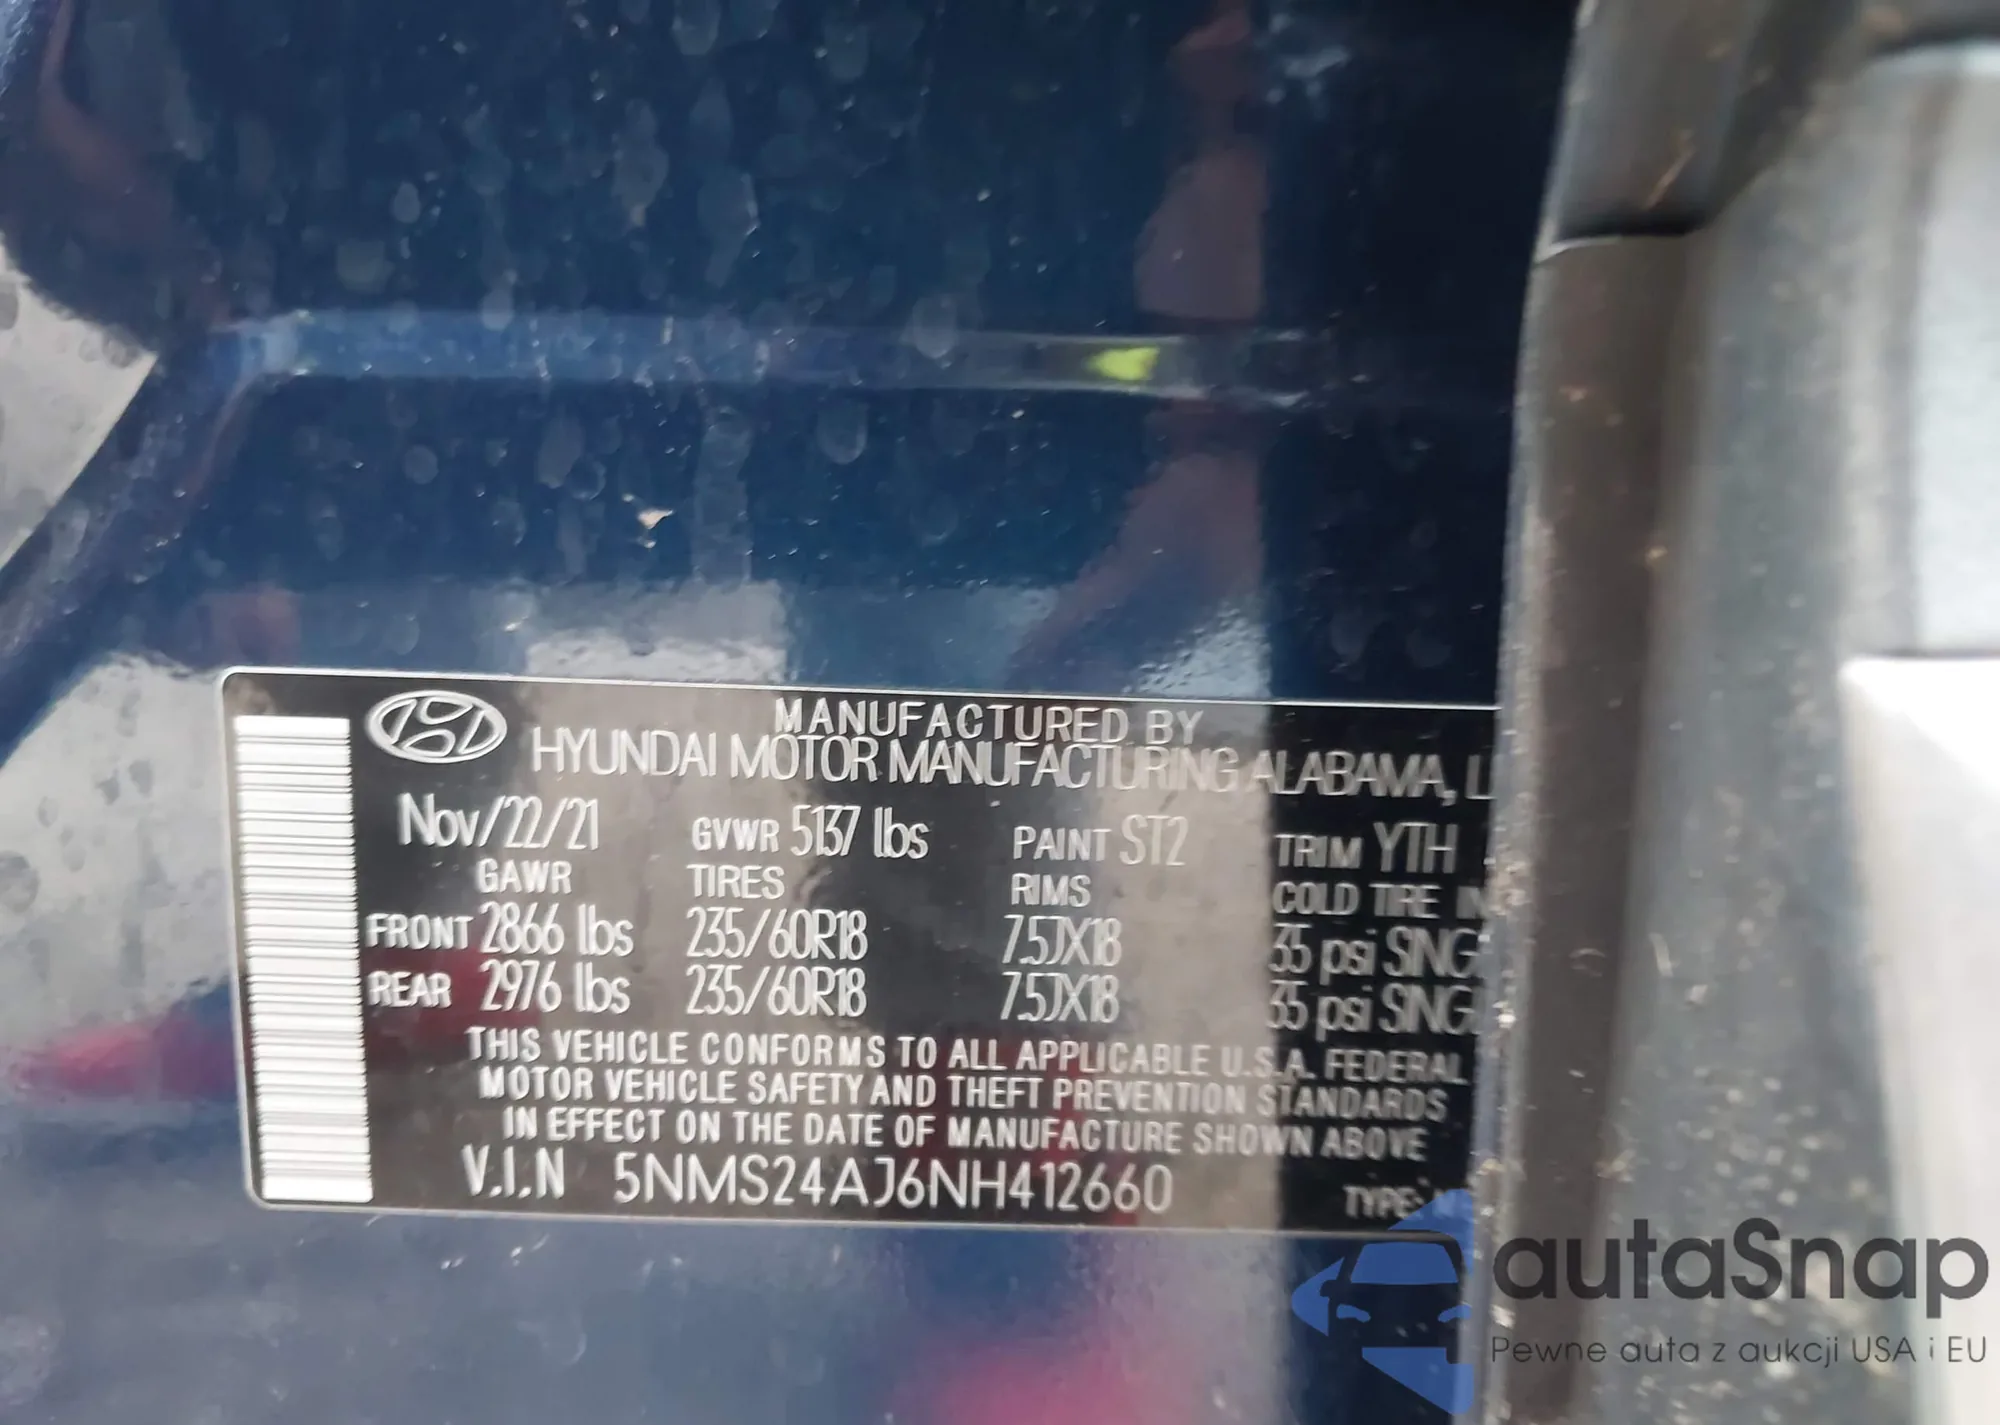 MANUFACTURED BY
HYUNDAI MOTOR MANUFACTURING ALABAMA,
Nov/22/21 GVWR 5137 lbs PAINT ST2 TRIM YTH
GAWR TIRES RIMS COLD TIRE
FRONT 2866 lbs 235/60R18 7.5JX18 35 psi
REAR 2976 lbs 235/60R18 7.5JX18 35 psi
THIS VEHICLE CONFORMS TO ALL APPLICABLE U.S.A. FEDERAL
MOTOR VEHICLE SAFETY AND THEFT PREVENTION STANDARDS
IN EFFECT ON THE DATE OF MANUFACTURE SHOWN ABOVE
V.I.N 5NMS24AJ6NH412660
TYPE:
autaSnap
Pewne auta z aukcji USA i EU